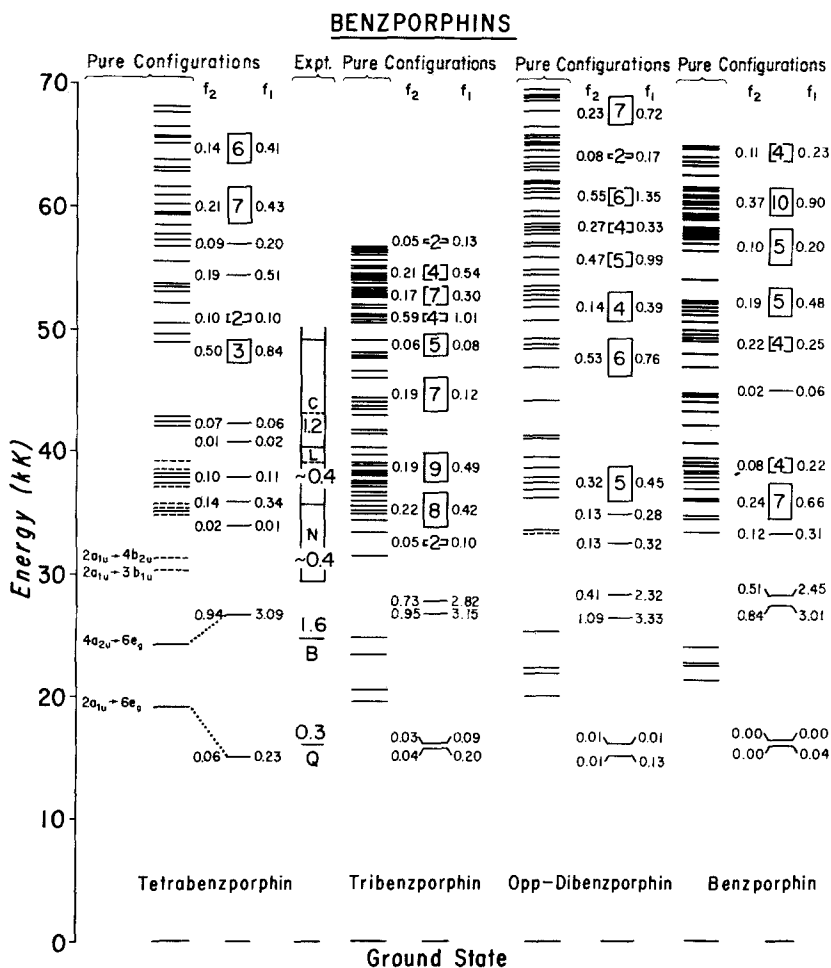 BENZPORPHINS
Pure Configurations Expt. Pure Configurations Pure Configurations Pure Configurations
f₂ f₁ f₂ f₁ f₂ f₁ f₂ f₁
Energy (kK)
70
60
50
40
30
20
10
0
0.14 6 0.41
0.21 7 0.43
0.09 0.20
0.19 0.51
0.10 2 0.10
0.50 3 0.84
0.07 0.06
0.01 0.02
0.10 0.11
0.14 0.34
0.02 0.01
2a₁ᵤ→4b₂ᵤ
2a₁ᵤ→3b₁ᵤ
0.94 3.09
4a₂ᵤ→6e_g
2a₁ᵤ→6e_g
0.06 0.23
Tetrabenzporphin
C
1.2
L
~0.4
N
~0.4
1.6
B
0.3
Q
0.05 2 0.13
0.21 4 0.54
0.17 7 0.30
0.59 4 1.01
0.06 5 0.08
0.19 7 0.12
0.19 9 0.49
0.22 8 0.42
0.05 2 0.10
0.73 2.82
0.95 3.15
0.03 0.09
0.04 0.20
Tribenzporphin
0.23 7 0.72
0.08 2 0.17
0.55 6 1.35
0.27 4 0.33
0.47 5 0.99
0.14 4 0.39
0.53 6 0.76
0.32 5 0.45
0.13 0.28
0.13 0.32
0.41 2.32
1.09 3.33
0.01 0.01
0.01 0.13
Opp-Dibenzporphin
0.11 4 0.23
0.37 10 0.90
0.10 5 0.20
0.19 5 0.48
0.22 4 0.25
0.02 0.06
0.08 4 0.22
0.24 7 0.66
0.12 0.31
0.51 2.45
0.84 3.01
0.00 0.00
0.00 0.04
Benzporphin
Ground State